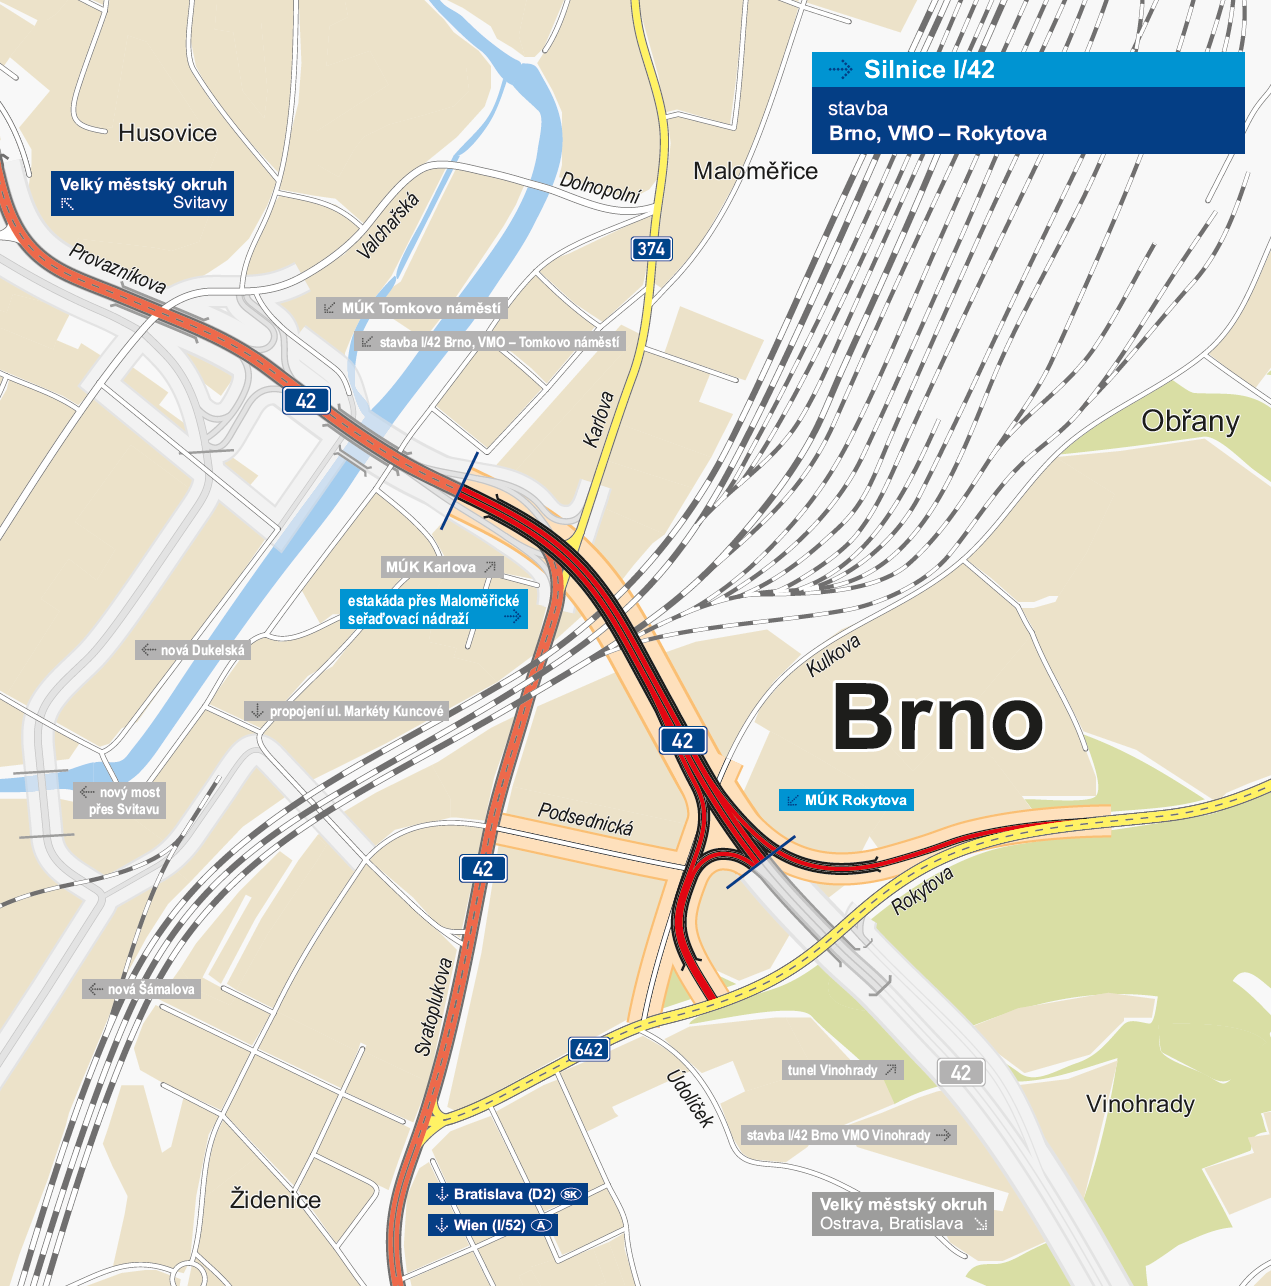 Silnice I/42
stavba
Brno, VMO – Rokytova
Husovice
Maloměřice
Velký městský okruh
Svitavy
Dolnopolní
Valchařská
Provazníkova
374
MÚK Tomkovo náměstí
stavba I/42 Brno, VMO – Tomkovo náměstí
42
Karlova
Obřany
MÚK Karlova
estakáda přes Maloměřické
seřaďovací nádraží
nová Dukelská
Kulkova
propojení ul. Markéty Kuncové
Brno
42
nový most
přes Svitavu
MÚK Rokytova
Podsednická
42
Rokytova
nová Šámalova
Svatoplukova
642
tunel Vinohrady
42
Údolíček
Vinohrady
stavba I/42 Brno VMO Vinohrady
Židenice
Bratislava (D2) SK
Wien (I/52) A
Velký městský okruh
Ostrava, Bratislava